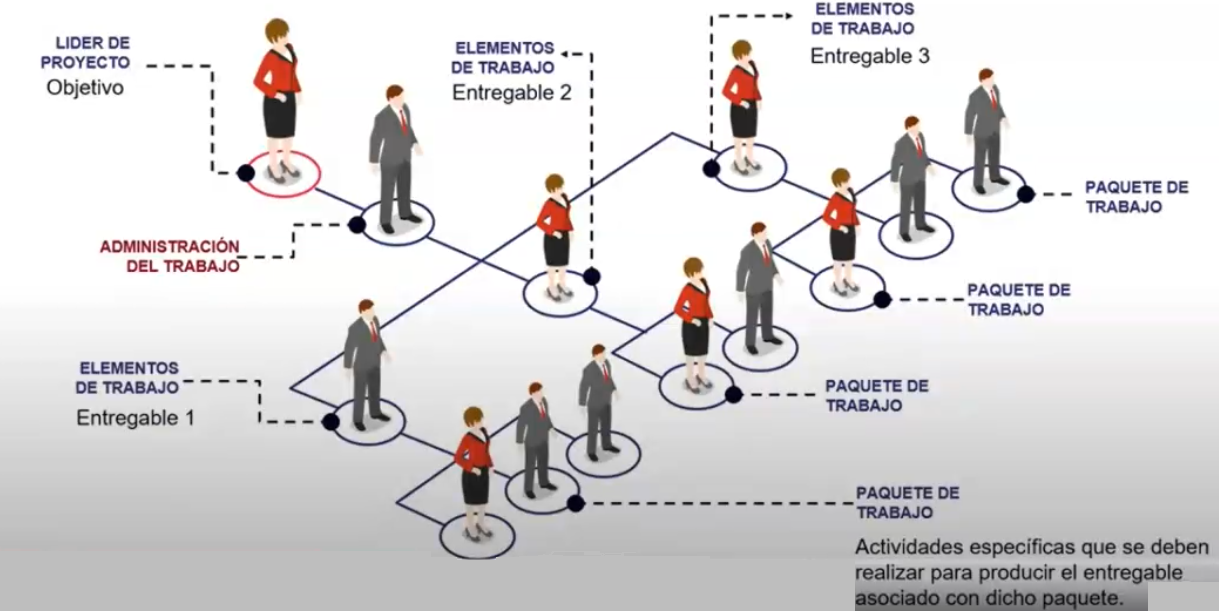 LIDER DE
PROYECTO
Objetivo
ELEMENTOS
DE TRABAJO
Entregable 2
ELEMENTOS
DE TRABAJO
Entregable 3
ADMINISTRACIÓN
DEL TRABAJO
PAQUETE DE
TRABAJO
PAQUETE DE
TRABAJO
ELEMENTOS
DE TRABAJO
Entregable 1
PAQUETE DE
TRABAJO
PAQUETE DE
TRABAJO
Actividades específicas que se deben
realizar para producir el entregable
asociado con dicho paquete.